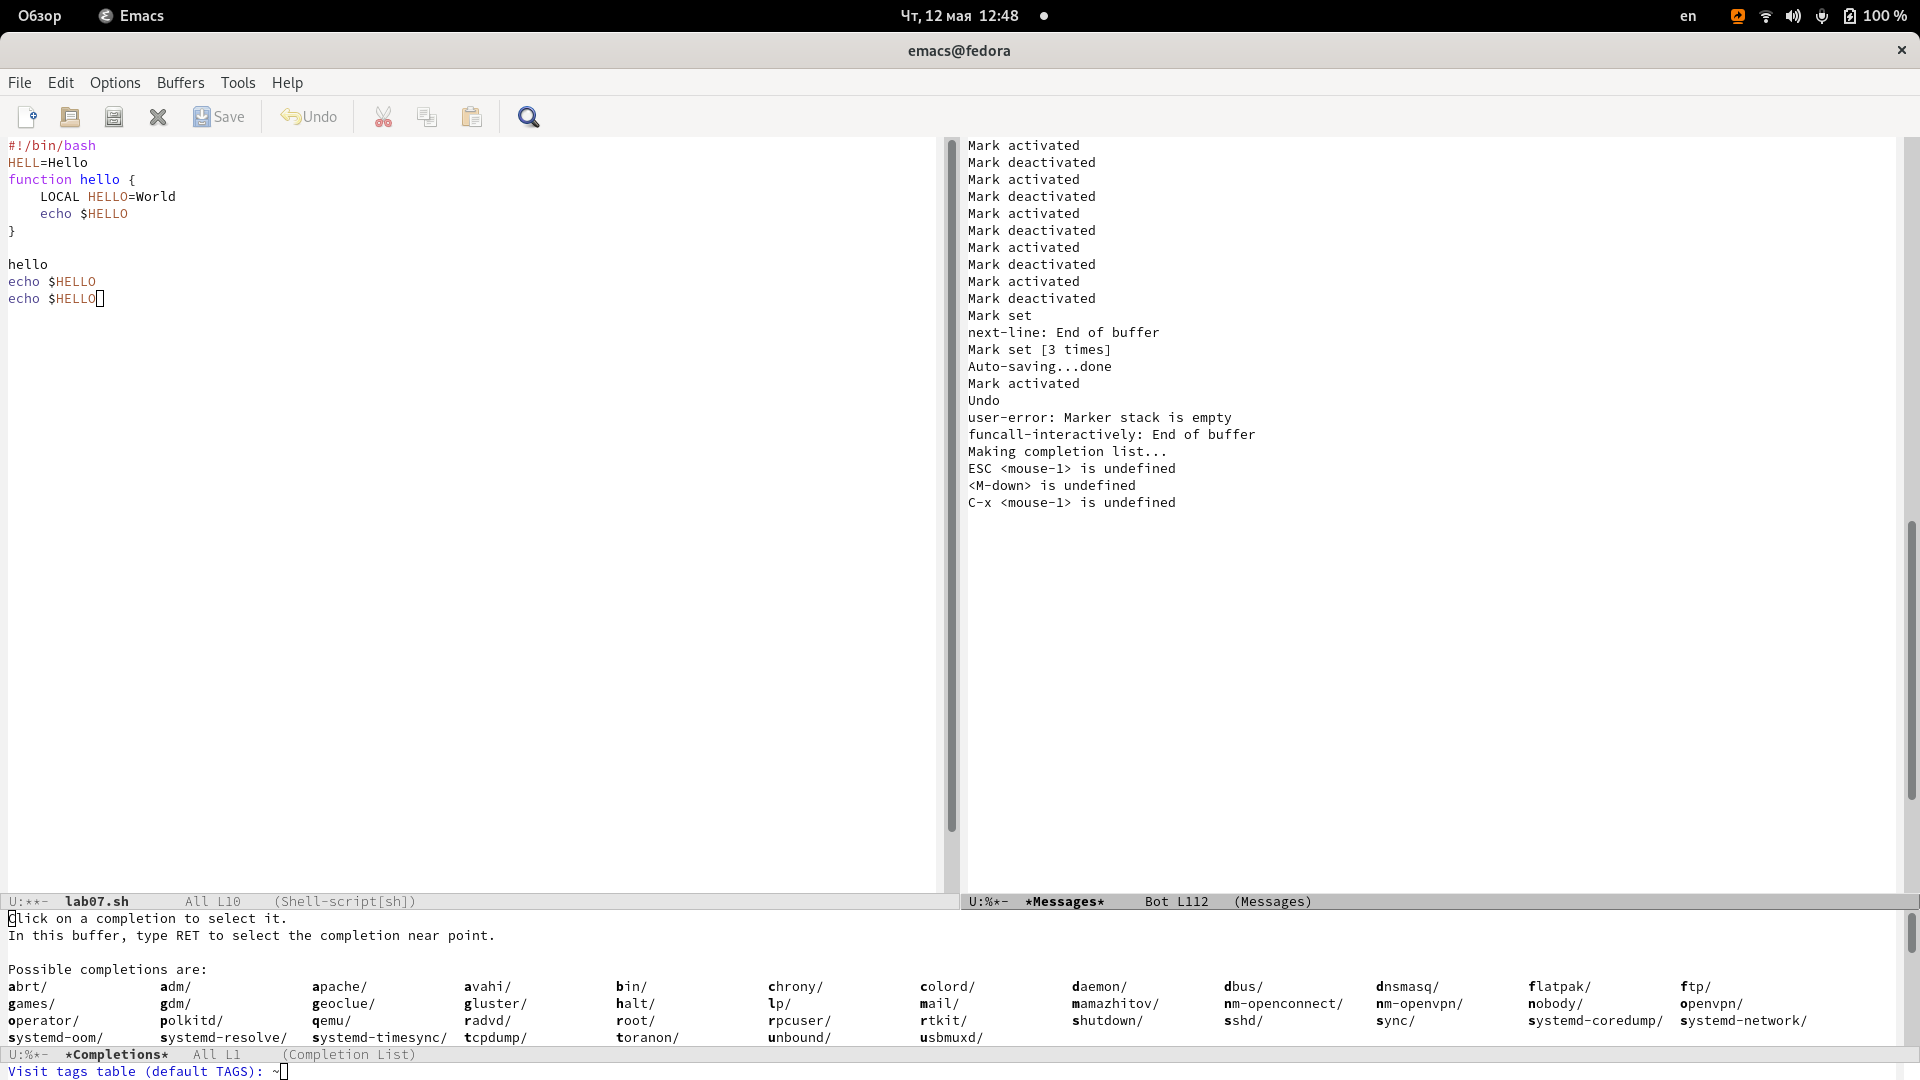 Обзор Emacs Чт, 12 мая 12:48 en 100 %
emacs@fedora
File Edit Options Buffers Tools Help
Save Undo
#!/bin/bash
HELL=Hello
function hello {
    LOCAL HELLO=World
    echo $HELLO
}
hello
echo $HELLO
echo $HELLO
U:**-  lab07.sh       All L10    (Shell-script[sh])
Mark activated
Mark deactivated
Mark activated
Mark deactivated
Mark activated
Mark deactivated
Mark activated
Mark deactivated
Mark activated
Mark deactivated
Mark set
next-line: End of buffer
Mark set [3 times]
Auto-saving...done
Mark activated
Undo
user-error: Marker stack is empty
funcall-interactively: End of buffer
Making completion list...
ESC <mouse-1> is undefined
<M-down> is undefined
C-x <mouse-1> is undefined
U:%*-  *Messages*     Bot L112   (Messages)
Click on a completion to select it.
In this buffer, type RET to select the completion near point.
Possible completions are:
abrt/ adm/ apache/ avahi/ bin/ chrony/ colord/ daemon/ dbus/ dnsmasq/ flatpak/ ftp/
games/ gdm/ geoclue/ gluster/ halt/ lp/ mail/ mamazhitov/ nm-openconnect/ nm-openvpn/ nobody/ openvpn/
operator/ polkitd/ qemu/ radvd/ root/ rpcuser/ rtkit/ shutdown/ sshd/ sync/ systemd-coredump/ systemd-network/
systemd-oom/ systemd-resolve/ systemd-timesync/ tcpdump/ toranon/ unbound/ usbmuxd/
U:%*-  *Completions*   All L1     (Completion List)
Visit tags table (default TAGS): ~